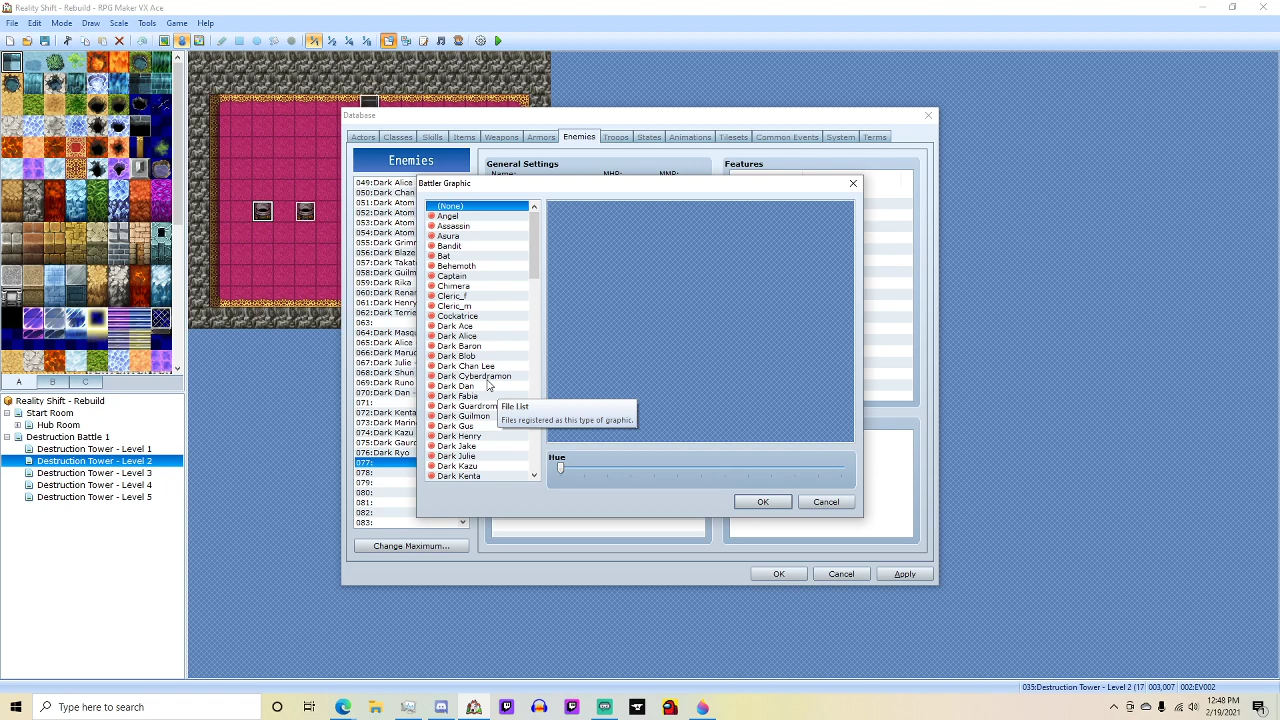 Reality Shift - Rebuild - RPG Maker VX Ace
File Edit Mode Draw Scale Tools Game Help
Database
Actors Classes Skills Items Weapons Armors Enemies Troops States Animations Tilesets Common Events System Terms
Enemies
General Settings
Features
049:Dark Alice
050:Dark Chan
051:Dark Atom
052:Dark Atom
053:Dark Atom
054:Dark Atom
055:Dark Grimm
056:Dark Blaze
057:Dark Takat
058:Dark Guilm
059:Dark Rika
060:Dark Renam
061:Dark Henry
062:Dark Terrie
063:
064:Dark Masqu
065:Dark Alice
066:Dark Maruc
067:Dark Julie -
068:Dark Shun
069:Dark Runo
070:Dark Dan -
071:
072:Dark Kenta
073:Dark Marine
074:Dark Kazu
075:Dark Gauro
076:Dark Ryo
077:
078:
079:
080:
081:
082:
083:
Change Maximum...
Battler Graphic
(None)
Angel
Assassin
Asura
Bandit
Bat
Behemoth
Captain
Chimera
Cleric_f
Cleric_m
Cockatrice
Dark Ace
Dark Alice
Dark Baron
Dark Blob
Dark Chan Lee
Dark Cyberdramon
Dark Dan
Dark Fabia
Dark Guardrom
Dark Guilmon
Dark Gus
Dark Henry
Dark Jake
Dark Julie
Dark Kazu
Dark Kenta
File List
Files registered as this type of graphic.
Hue
OK Cancel
OK Cancel Apply
A B C
Reality Shift - Rebuild
Start Room
Hub Room
Destruction Battle 1
Destruction Tower - Level 1
Destruction Tower - Level 2
Destruction Tower - Level 3
Destruction Tower - Level 4
Destruction Tower - Level 5
035:Destruction Tower - Level 2 (17 003,007 002:EV002
Type here to search
12:48 PM
2/19/2021